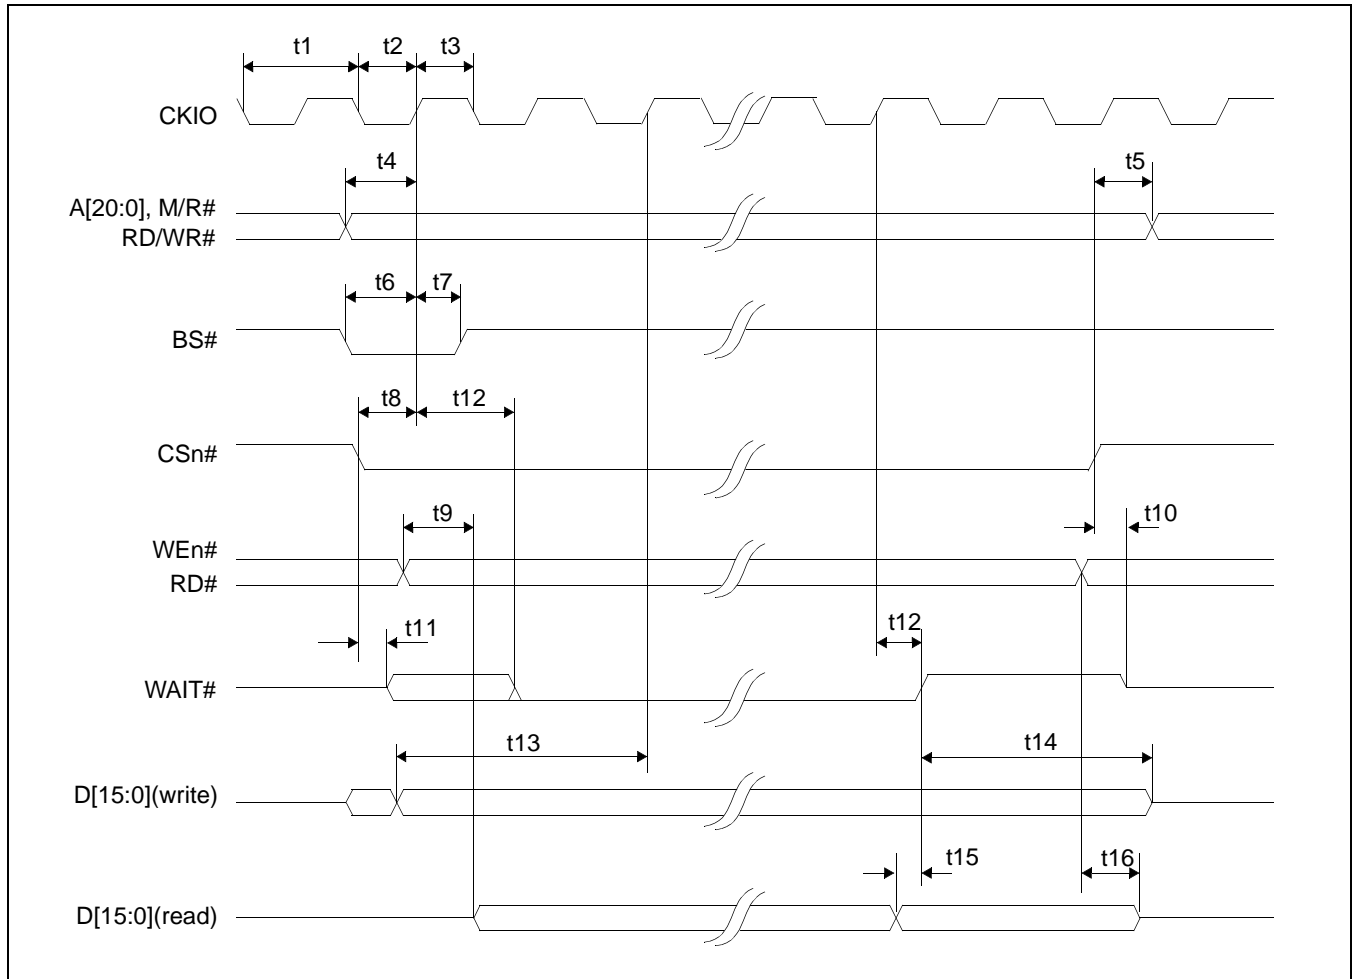 t1 t2 t3
CKIO
t4 t5
A[20:0], M/R#
RD/WR#
t6 t7
BS#
t8 t12
CSn#
t9 t10
WEn#
RD#
t11 t12
WAIT#
t13 t14
D[15:0](write)
t15 t16
D[15:0](read)